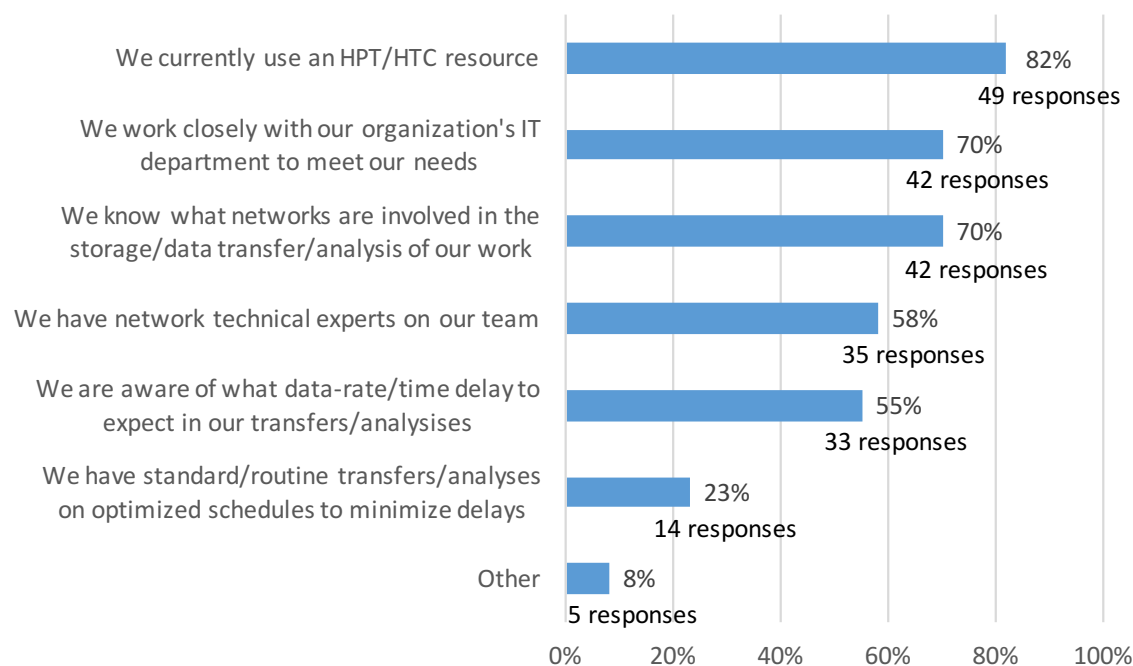 We currently use an HPT/HTC resource
82%
49 responses
We work closely with our organization's IT
department to meet our needs
70%
42 responses
We know what networks are involved in the
storage/data transfer/analysis of our work
70%
42 responses
We have network technical experts on our team
58%
35 responses
We are aware of what data-rate/time delay to
expect in our transfers/analysises
55%
33 responses
We have standard/routine transfers/analyses
on optimized schedules to minimize delays
23%
14 responses
Other
8%
5 responses
0% 20% 40% 60% 80% 100%